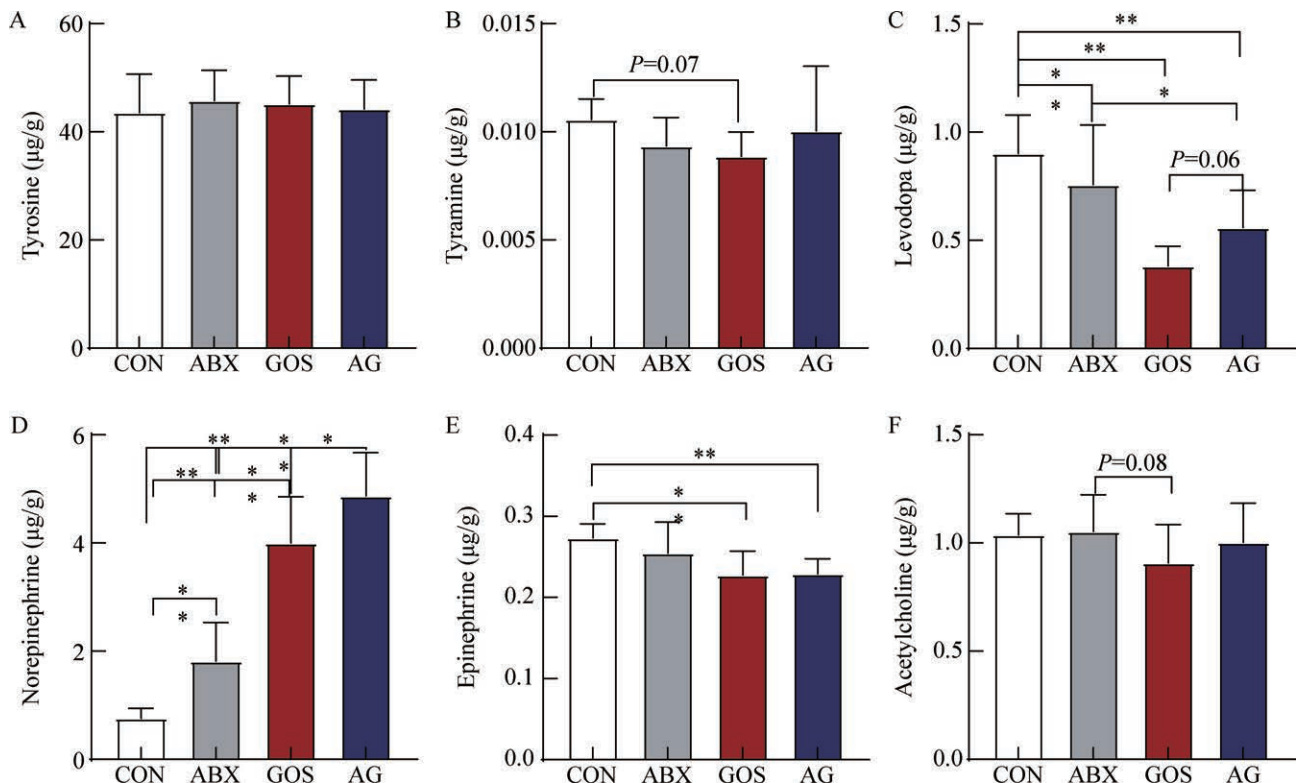 A
Tyrosine (µg/g)
60
40
20
0
CON ABX GOS AG
B
Tyramine (µg/g)
0.015
0.010
0.005
0.000
P=0.07
CON ABX GOS AG
C
Levodopa (µg/g)
1.5
1.0
0.5
0.0
**
**
*
*
*
P=0.06
CON ABX GOS AG
D
Norepinephrine (µg/g)
6
4
2
0
** * *
** * *
*
*
*
CON ABX GOS AG
E
Epinephrine (µg/g)
0.4
0.3
0.2
0.1
0.0
**
*
*
CON ABX GOS AG
F
Acetylcholine (µg/g)
1.5
1.0
0.5
0.0
P=0.08
CON ABX GOS AG